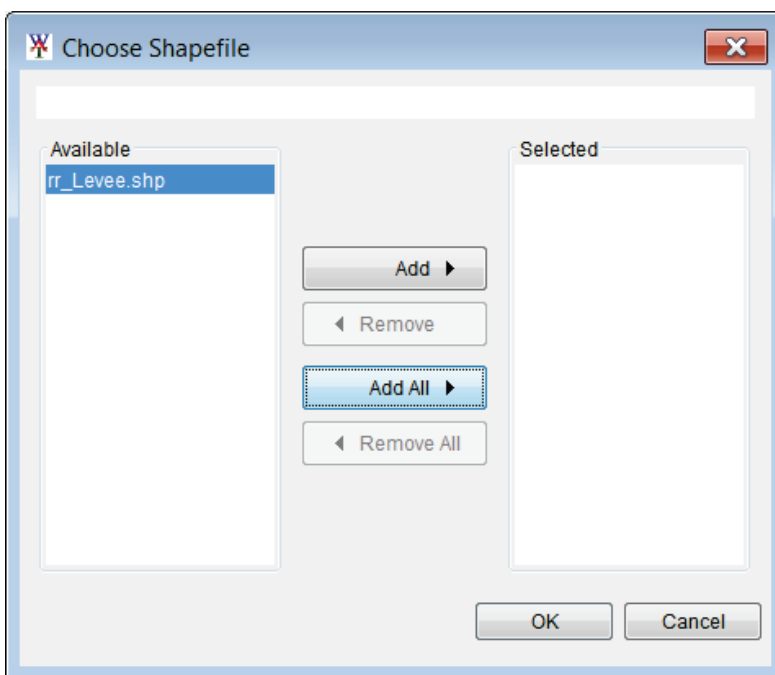 Choose Shapefile
Available
Selected
rr_Levee.shp
Add
Remove
Add All
Remove All
OK
Cancel